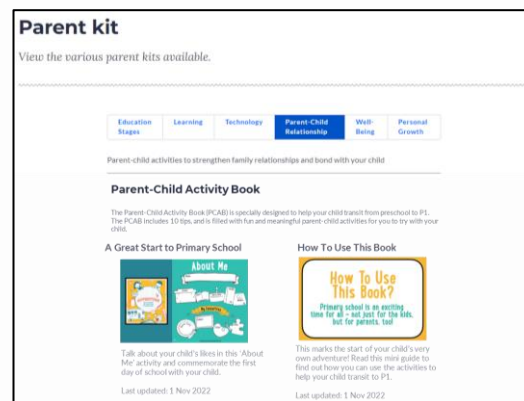 Parent kit
View the various parent kits available.
Education Stages
Learning
Technology
Parent-Child Relationship
Well-Being
Personal Growth
Parent-child activities to strengthen family relationships and bond with your child
Parent-Child Activity Book
The Parent-Child Activity Book (PCAB) is specially designed to help your child transit from preschool to P1.
The PCAB includes 10 tips, and is filled with fun and meaningful parent-child activities for you to try with your
child.
A Great Start to Primary School
About Me
Talk about your child's likes in this 'About
Me' activity and commemorate the first
day of school with your child.
Last updated: 1 Nov 2022
How To Use This Book
How To Use
This Book?
Primary school is an exciting
time for all - not just for the kids,
but for parents, too!
This marks the start of your child's very
own adventure! Read this mini guide to
find out how you can use the activities to
help your child transit to P1.
Last updated: 1 Nov 2022